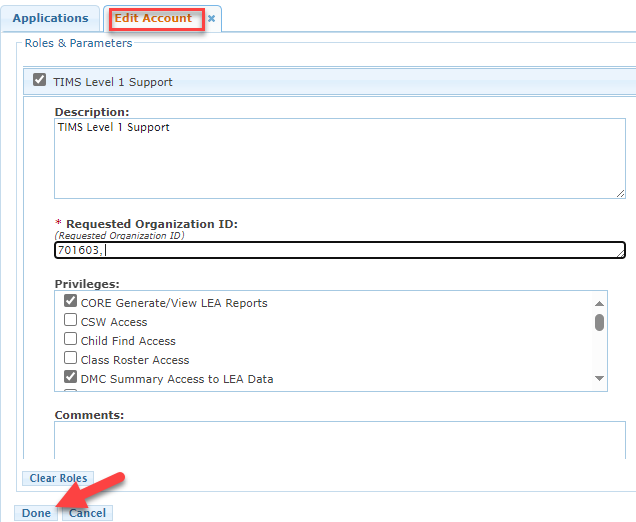 Applications
Edit Account
Roles & Parameters
TIMS Level 1 Support
Description:
TIMS Level 1 Support
* Requested Organization ID:
(Requested Organization ID)
701603,
Privileges:
CORE Generate/View LEA Reports
CSW Access
Child Find Access
Class Roster Access
DMC Summary Access to LEA Data
Comments:
Clear Roles
Done Cancel